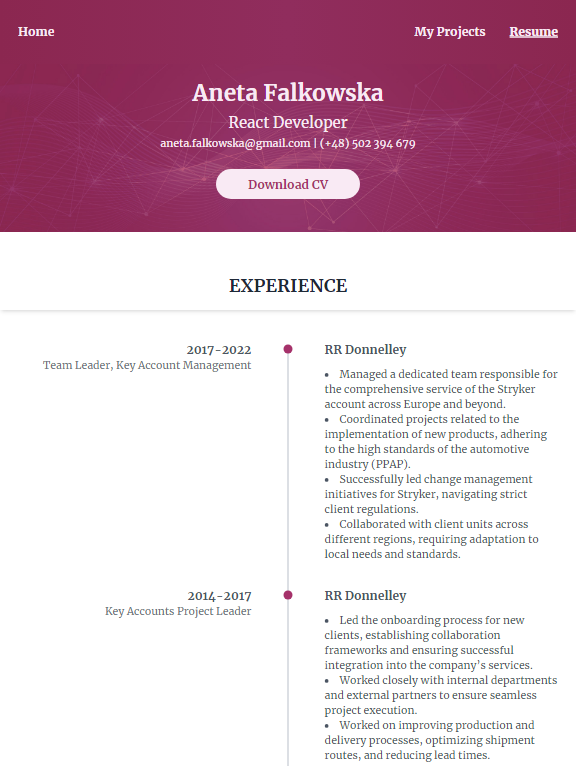 Home
My Projects
Resume
Aneta Falkowska
React Developer
aneta.falkowska@gmail.com | (+48) 502 394 679
Download CV
EXPERIENCE
2017-2022
Team Leader, Key Account Management
RR Donnelley
• Managed a dedicated team responsible for
the comprehensive service of the Stryker
account across Europe and beyond.
• Coordinated projects related to the
implementation of new products, adhering
to the high standards of the automotive
industry (PPAP).
• Successfully led change management
initiatives for Stryker, navigating strict
client regulations.
• Collaborated with client units across
different regions, requiring adaptation to
local needs and standards.
2014-2017
Key Accounts Project Leader
RR Donnelley
• Led the onboarding process for new
clients, establishing collaboration
frameworks and ensuring successful
integration into the company’s services.
• Worked closely with internal departments
and external partners to ensure seamless
project execution.
• Worked on improving production and
delivery processes, optimizing shipment
routes, and reducing lead times.